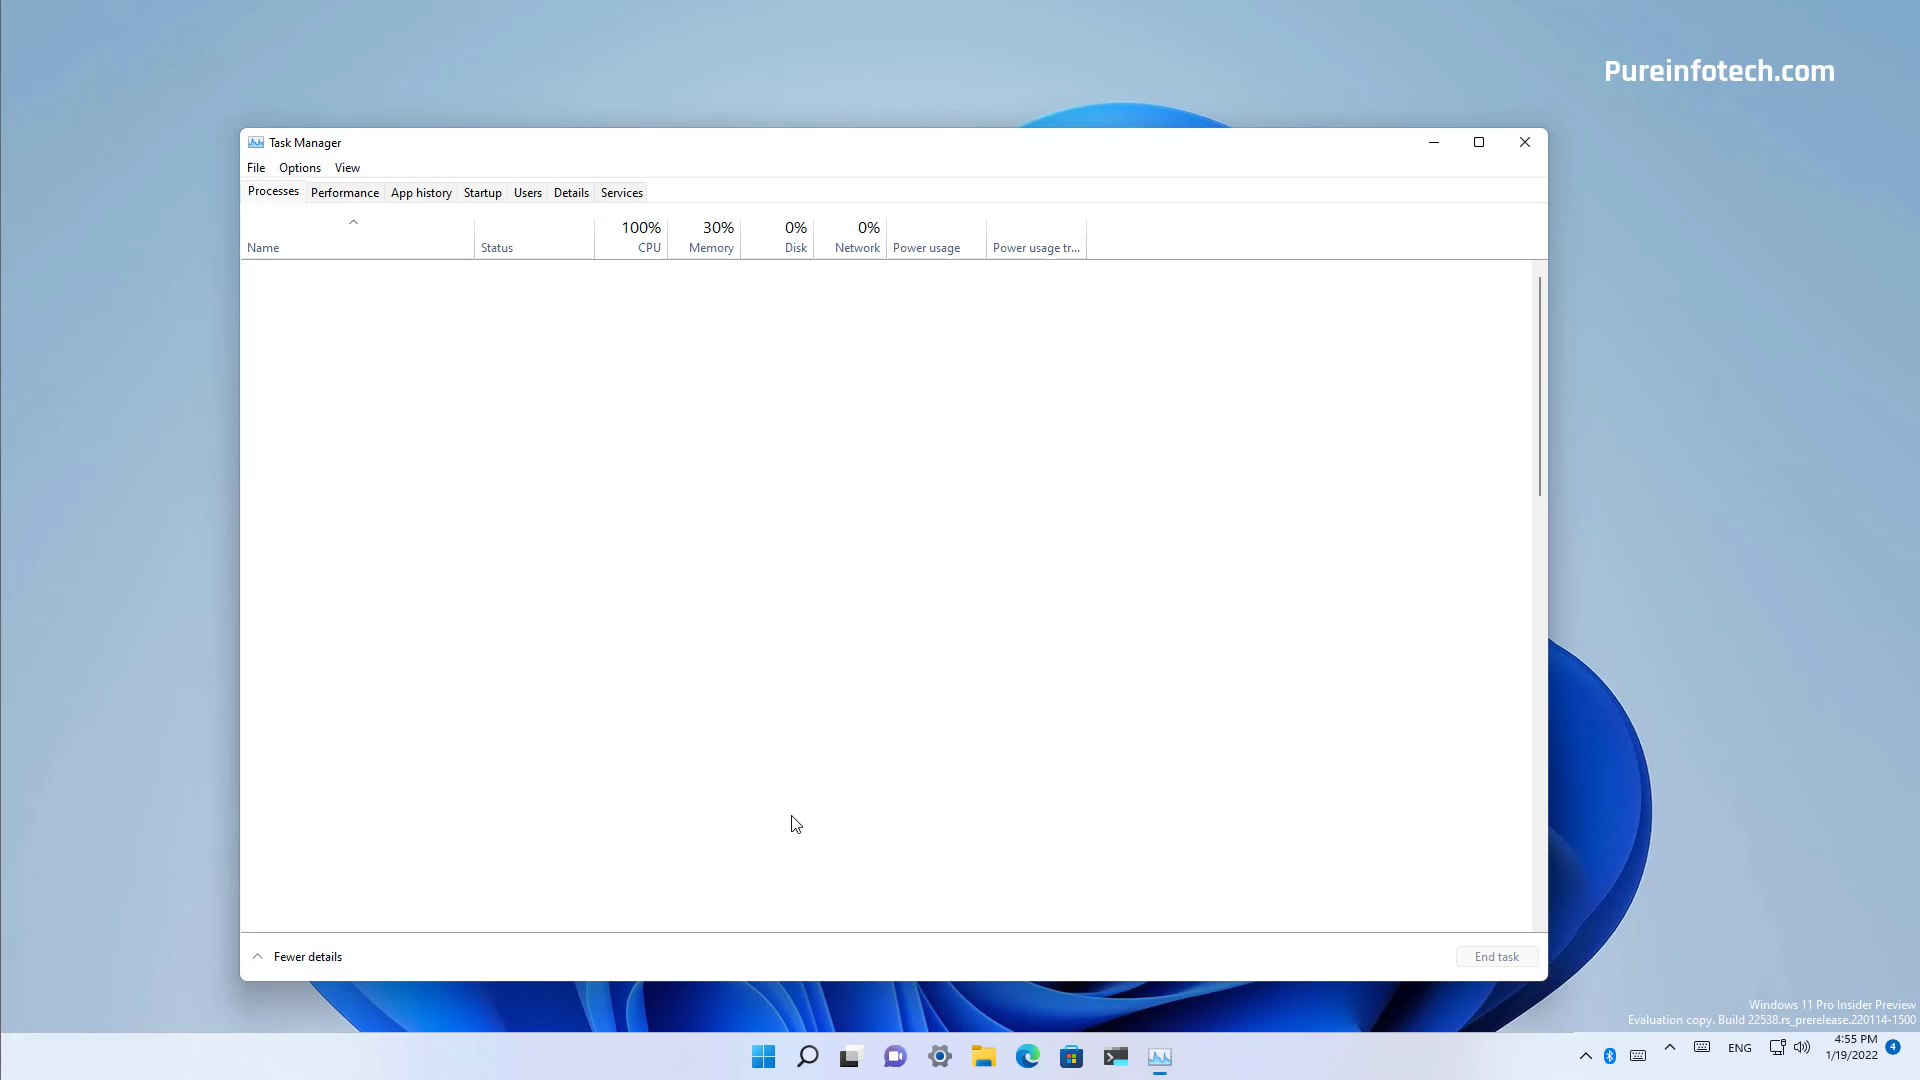 Pureinfotech.com
Task Manager
File Options View
Processes Performance App history Startup Users Details Services
100% 30% 0% 0%
Name Status CPU Memory Disk Network Power usage Power usage tr...
Fewer details End task
Windows 11 Pro Insider Preview
Evaluation copy. Build 22538.rs_prerelease.220114-1500
ENG 4:55 PM 4
1/19/2022